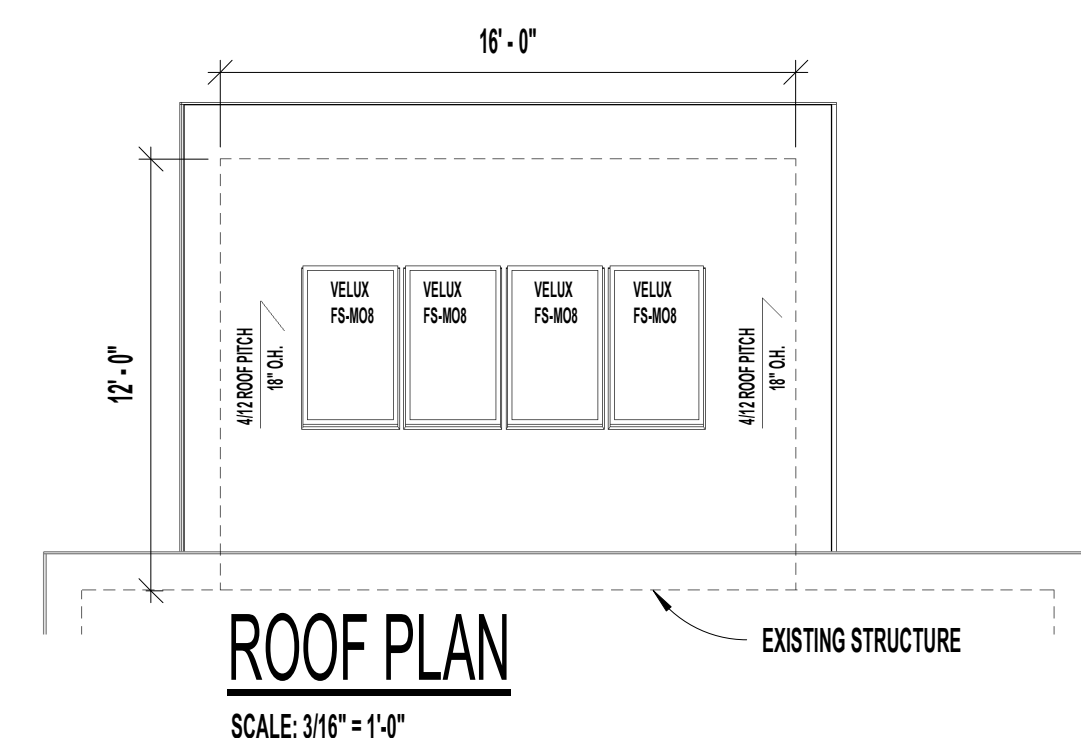 16' - 0"
12' - 0"
4/12 ROOF PITCH
18" O.H.
VELUX
FS-MO8
VELUX
FS-MO8
VELUX
FS-MO8
VELUX
FS-MO8
4/12 ROOF PITCH
18" O.H.
ROOF PLAN
EXISTING STRUCTURE
SCALE: 3/16" = 1'-0"